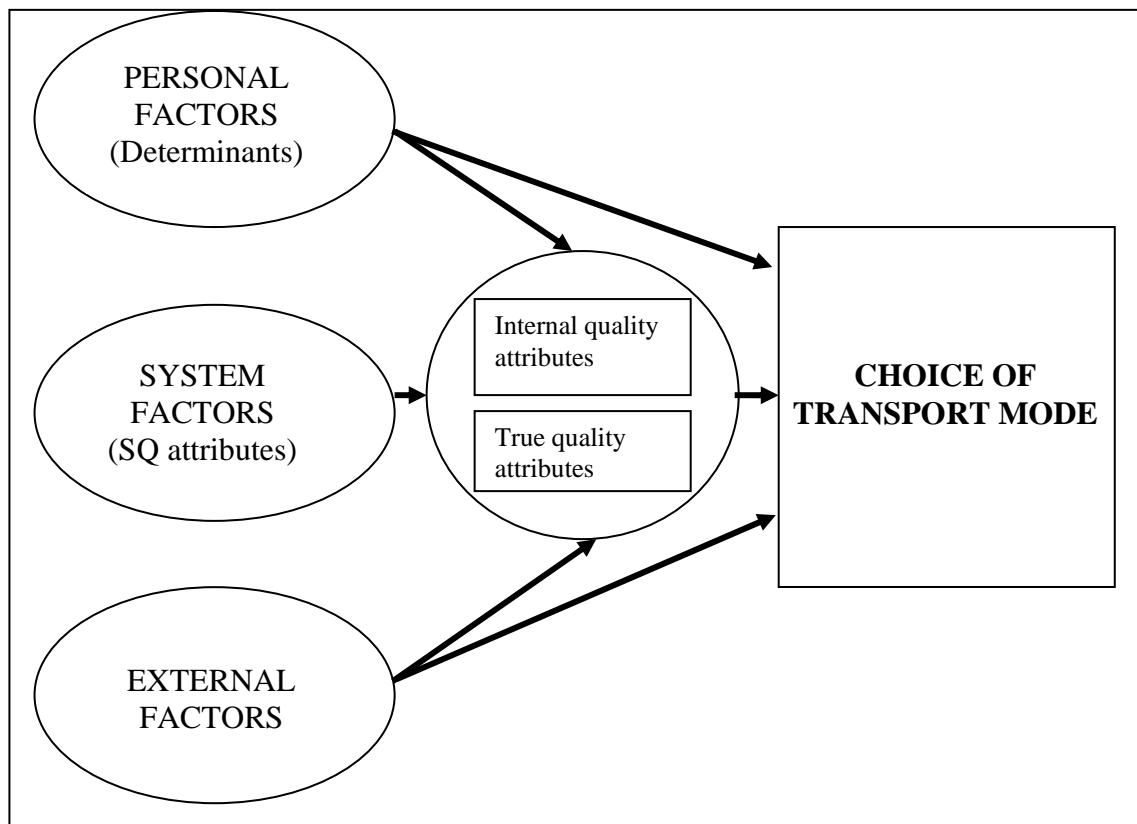 PERSONAL
FACTORS
(Determinants)
SYSTEM
FACTORS
(SQ attributes)
EXTERNAL
FACTORS
Internal quality
attributes
True quality
attributes
CHOICE OF
TRANSPORT MODE